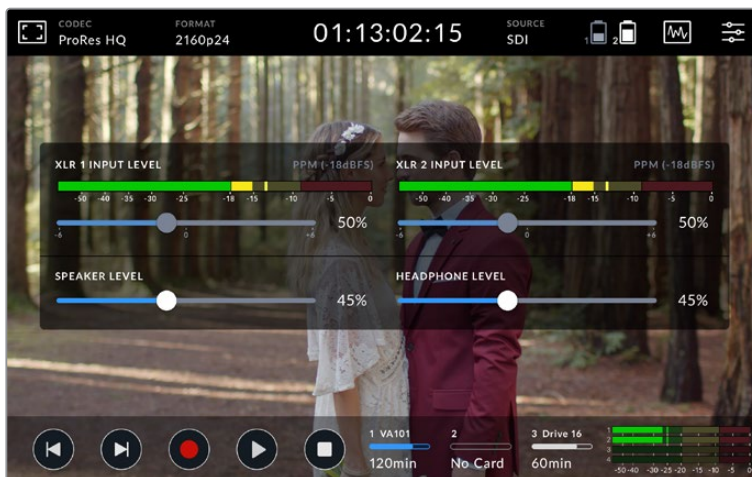 CODEC
ProRes HQ
FORMAT
2160p24
01:13:02:15
SOURCE
SDI
1
2
XLR 1 INPUT LEVEL
PPM (-18dBFS)
-50 -40 -35 -30 -25 -18 -15 -10 -5 0
50%
-6 0 +6
XLR 2 INPUT LEVEL
PPM (-18dBFS)
-50 -40 -35 -30 -25 -18 -15 -10 -5 0
50%
-6 0 +6
SPEAKER LEVEL
45%
HEADPHONE LEVEL
45%
1 VA101
120min
2
No Card
3 Drive 16
60min
1
2
3
4
-50 -40 -30 -25 -20 -15 -10 -5 0